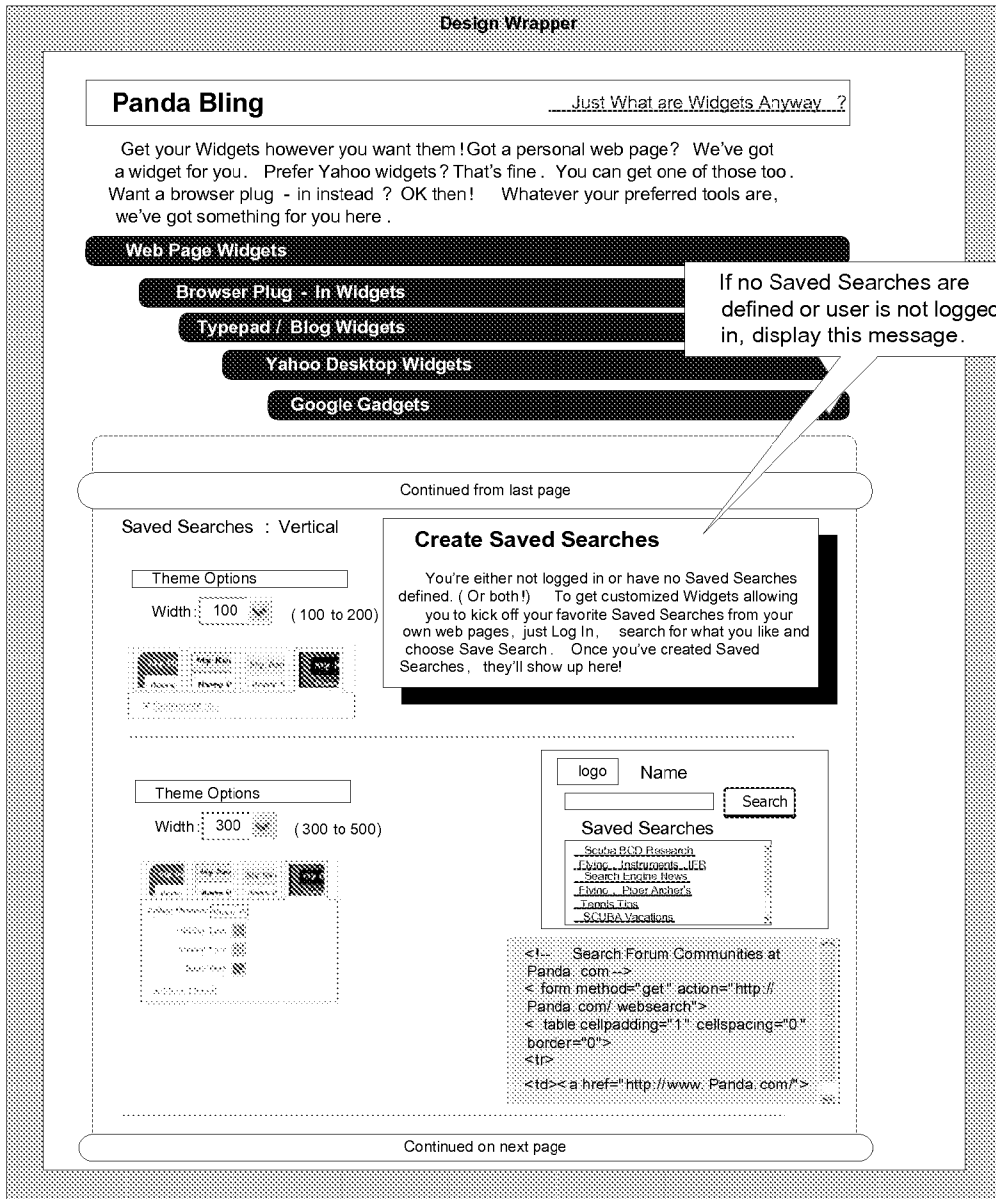 Design Wrapper
Panda Bling
Just What are Widgets Anyway ?
Get your Widgets however you want them ! Got a personal web page? We've got
a widget for you. Prefer Yahoo widgets ? That's fine. You can get one of those too.
Want a browser plug - in instead ? OK then! Whatever your preferred tools are,
we've got something for you here .
Web Page Widgets
Browser Plug - In Widgets
Typepad / Blog Widgets
Yahoo Desktop Widgets
Google Gadgets
If no Saved Searches are
defined or user is not logged
in, display this message.
Continued from last page
Saved Searches : Vertical
Theme Options
Width: 100 ( 100 to 200)
Create Saved Searches
You're either not logged in or have no Saved Searches
defined. ( Or both!) To get customized Widgets allowing
you to kick off your favorite Saved Searches from your
own web pages, just Log In, search for what you like and
choose Save Search . Once you've created Saved
Searches, they'll show up here!
Theme Options
Width: 300 ( 300 to 500)
logo Name
Search
Saved Searches
Scuba BCD Research
Flying , Instruments , IFR
Search Engine News
Flying , Piper Archer's
Tennis Tips
SCUBA Vacations
<!-- Search Forum Communities at
Panda. com -->
< form method="get" action="http://
Panda. com/ websearch">
< table cellpadding="1" cellspacing="0"
border="0">
<tr>
<td>< a href="http://www. Panda. com/">
Continued on next page